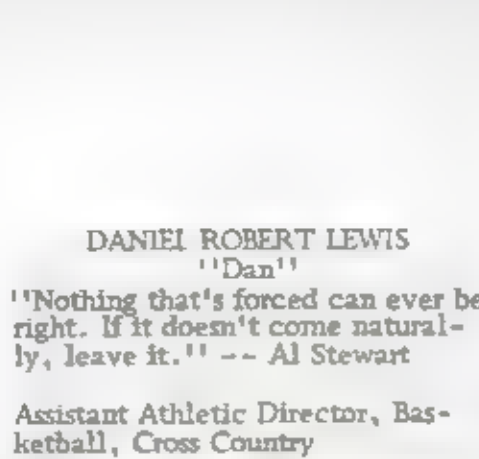 DANIEL ROBERT LEWIS
''Dan''
''Nothing that's forced can ever be
right. If it doesn't come natural-
ly, leave it.'' -- Al Stewart
Assistant Athletic Director, Bas-
ketball, Cross Country